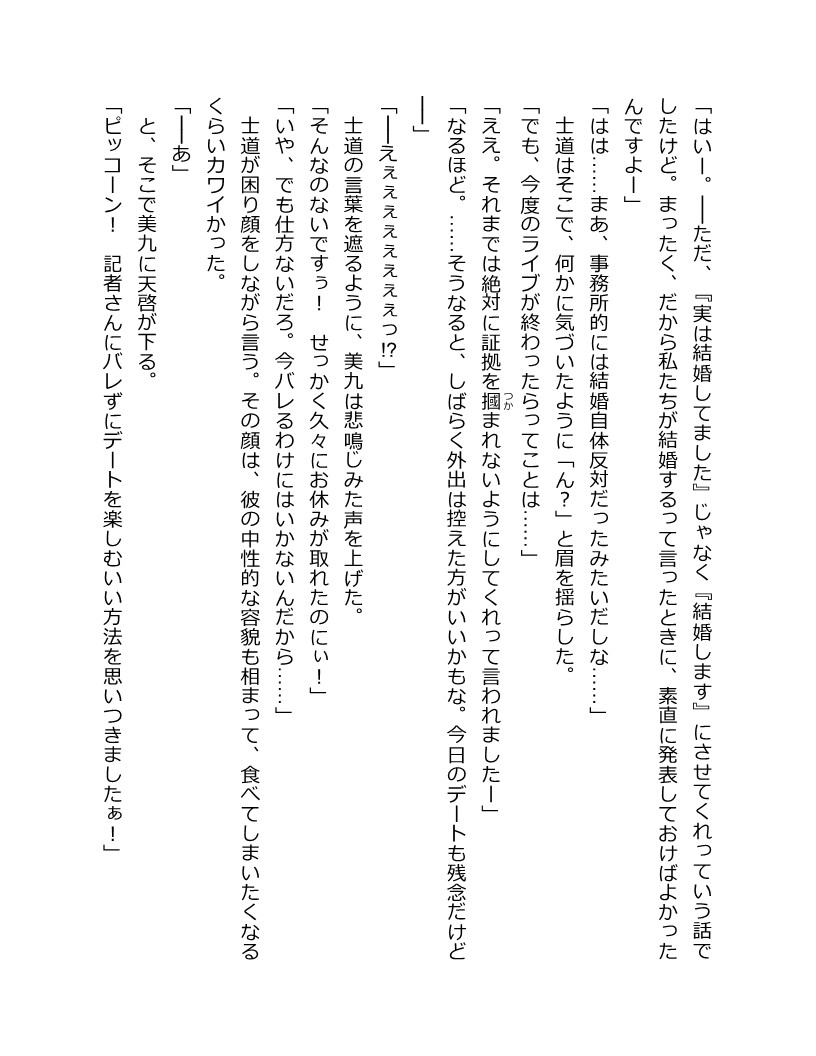 「はいー。――ただ、『実は結婚してました』じゃなく『結婚します』にさせてくれっていう話で
したけど。まったく、だから私たちが結婚するって言ったときに、素直に発表しておけばよかった
んですよー」
「はは……まあ、事務所的には結婚自体反対だったみたいだしな……」
　士道はそこで、何かに気づいたように「ん？」と眉を揺らした。
「でも、今度のライブが終わったらってことは……」
「ええ。それまでは絶対に証拠を摑つかまれないようにしてくれって言われましたー」
「なるほど。……そうなると、しばらく外出は控えた方がいいかもな。今日のデートも残念だけど
――」
「――えぇぇぇぇぇぇぇっ!?」
　士道の言葉を遮るように、美九は悲鳴じみた声を上げた。
「そんなのないですぅ！　せっかく久々にお休みが取れたのにぃ！」
「いや、でも仕方ないだろ。今バレるわけにはいかないんだから……」
　士道が困り顔をしながら言う。その顔は、彼の中性的な容貌も相まって、食べてしまいたくなる
くらいカワイかった。
「――あ」
　と、そこで美九に天啓が下る。
「ピッコーン！　記者さんにバレずにデートを楽しむいい方法を思いつきましたぁ！」